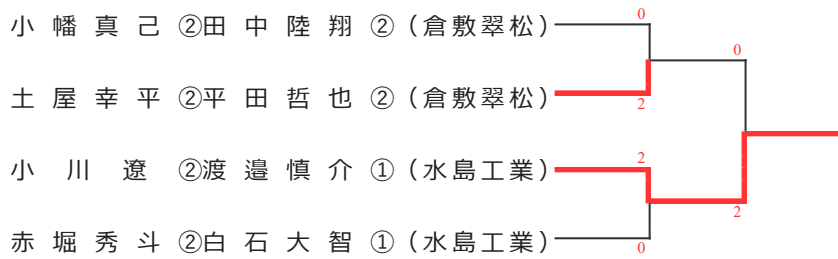 小幡真己②田中陸翔②(倉敷翠松)
0
0
土屋幸平②平田哲也②(倉敷翠松)
2
小川遼②渡邉慎介①(水島工業)
2
2
赤堀秀斗②白石大智①(水島工業)
0